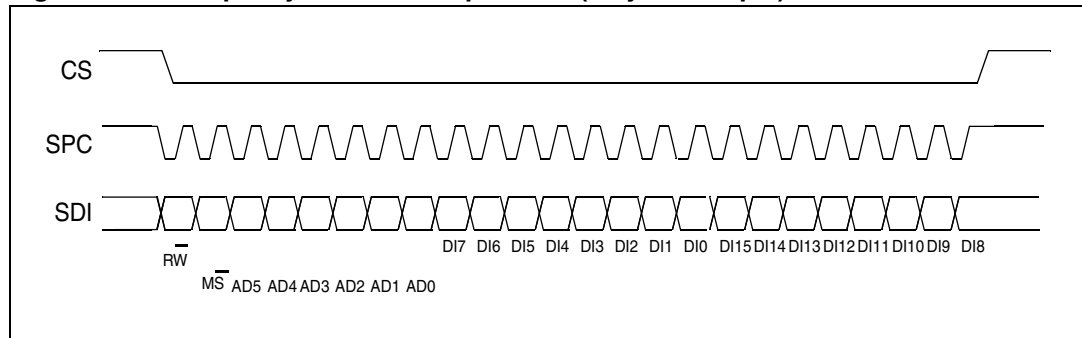 CS
SPC
SDI
DI7 DI6 DI5 DI4 DI3 DI2 DI1 DI0 DI15 DI14 DI13 DI12 DI11 DI10 DI9 DI8
RW
MS AD5 AD4 AD3 AD2 AD1 AD0